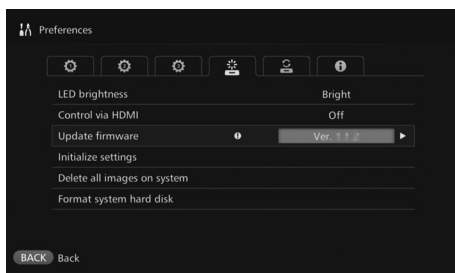 Preferences
LED brightness Bright
Control via HDMI Off
Update firmware Ver.
Initialize settings
Delete all images on system
Format system hard disk
BACK Back